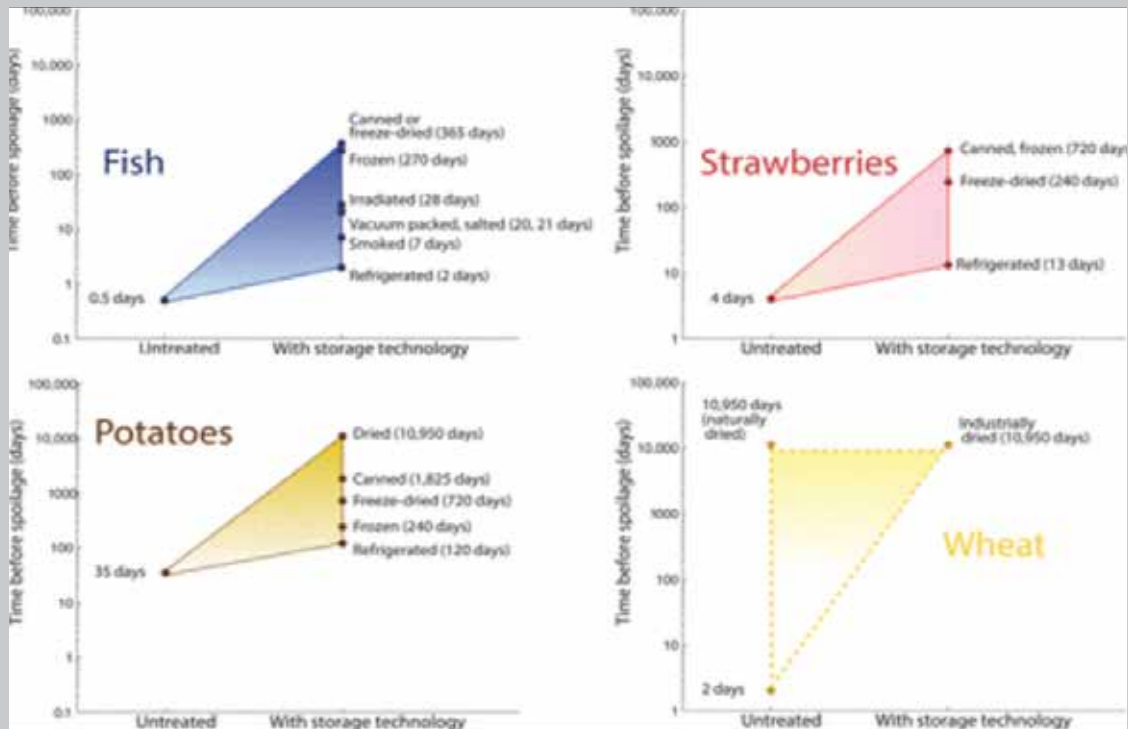 100,000
10,000
1000
100
10
1
0.1
Time before spoilage (days)
Fish
Canned or
freeze-dried (365 days)
Frozen (270 days)
Irradiated (28 days)
Vacuum packed, salted (20, 21 days)
Smoked (7 days)
Refrigerated (2 days)
0.5 days
Untreated
With storage technology
100,000
10,000
1000
100
10
1
Time before spoilage (days)
Strawberries
Canned, frozen (720 days
Freeze-dried (240 days)
Refrigerated (13 days)
4 days
Untreated
With storage technology
100,000
10,000
1000
100
10
1
0.1
Time before spoilage (days)
Potatoes
Dried (10,950 days)
Canned (1,825 days)
Freeze-dried (720 days)
Frozen (240 days)
Refrigerated (120 days)
35 days
Untreated
With storage technology
100,000
10,000
1000
100
10
1
Time before spoilage (days)
10,950 days
(naturally
dried)
Industrially
dried (10,950 days)
Wheat
2 days
Untreated
With storage technology